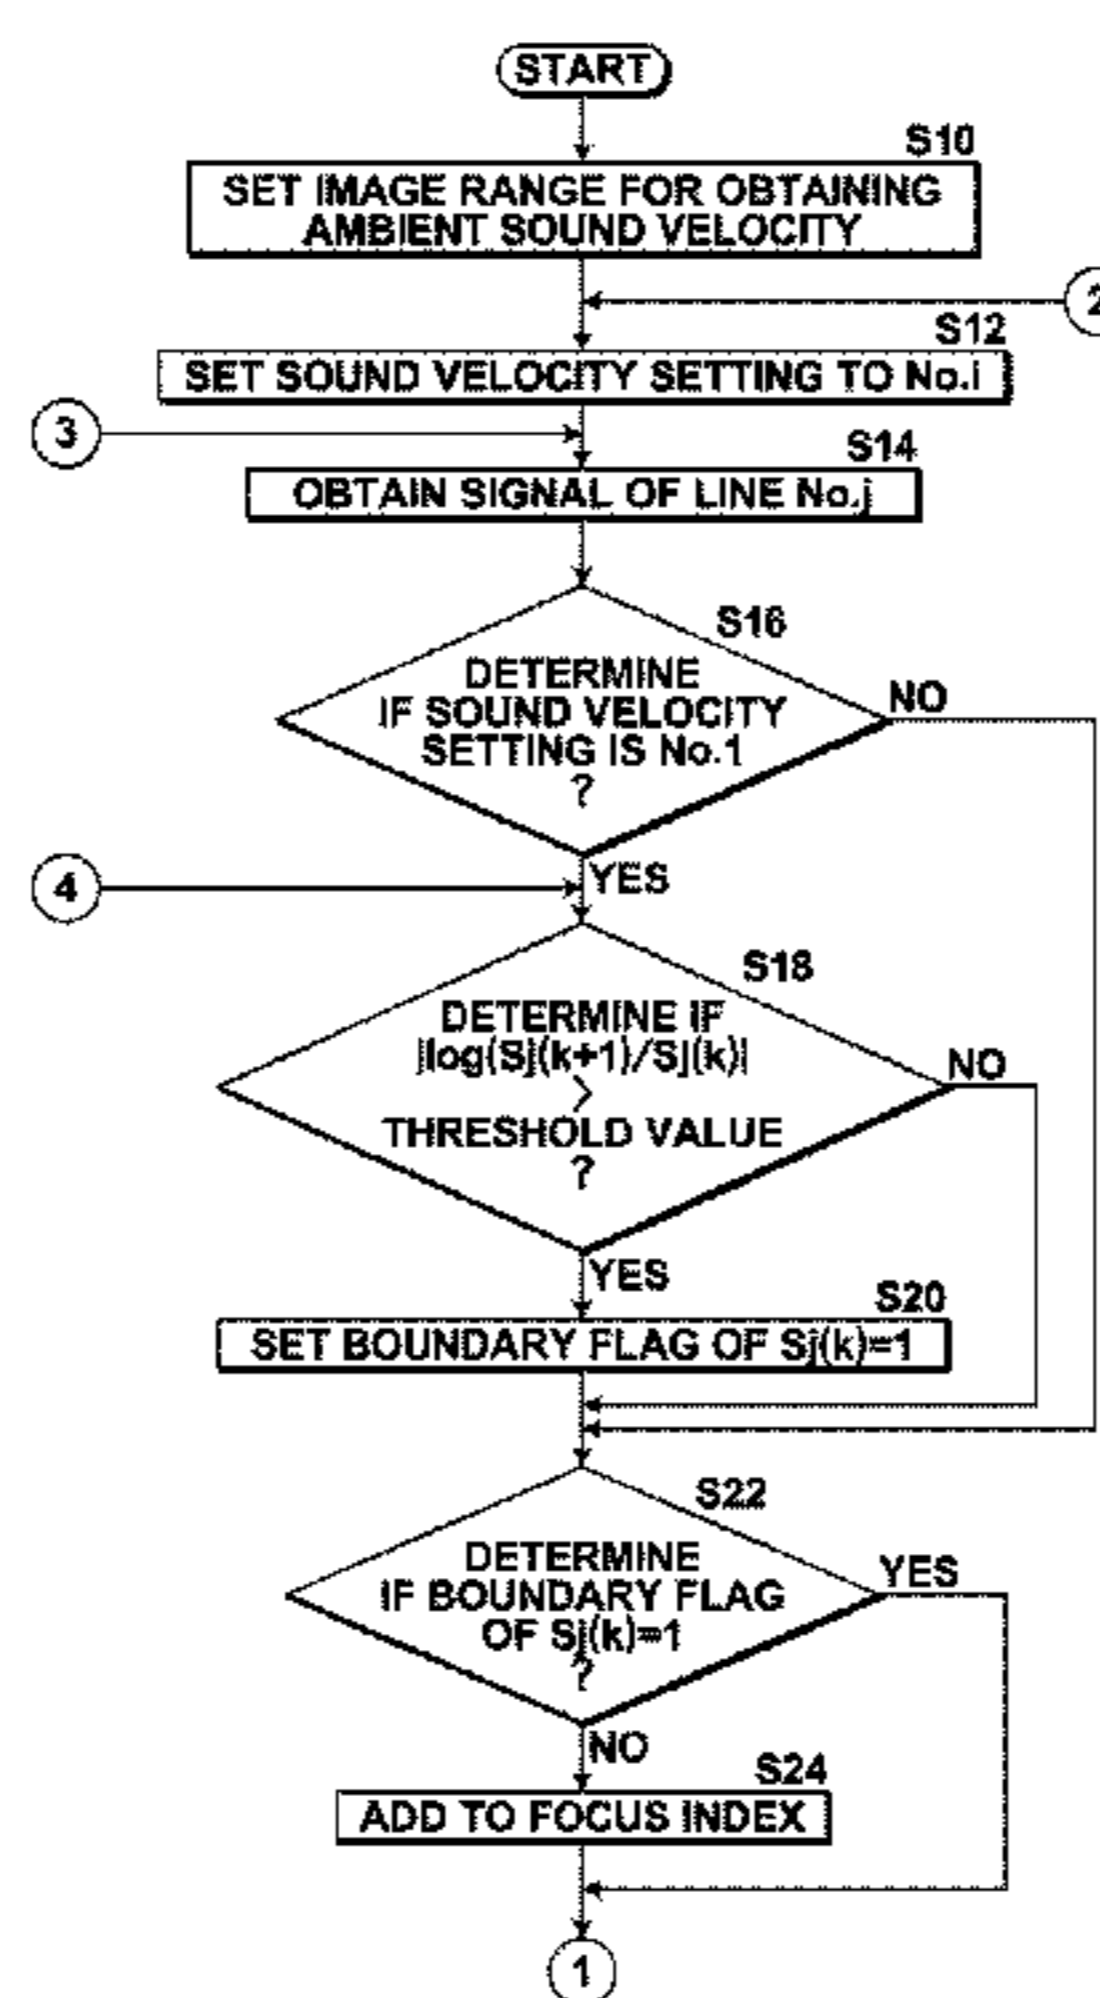 START
S10
SET IMAGE RANGE FOR OBTAINING
AMBIENT SOUND VELOCITY
2
S12
SET SOUND VELOCITY SETTING TO No.i
3
S14
OBTAIN SIGNAL OF LINE No.j
S16
DETERMINE
IF SOUND VELOCITY
SETTING IS No.1
?
NO
YES
4
S18
DETERMINE IF
|log(Sj(k+1)/Sj(k)|
>
THRESHOLD VALUE
?
NO
YES
S20
SET BOUNDARY FLAG OF Sj(k)=1
S22
DETERMINE
IF BOUNDARY FLAG
OF Sj(k)=1
?
YES
NO
S24
ADD TO FOCUS INDEX
1